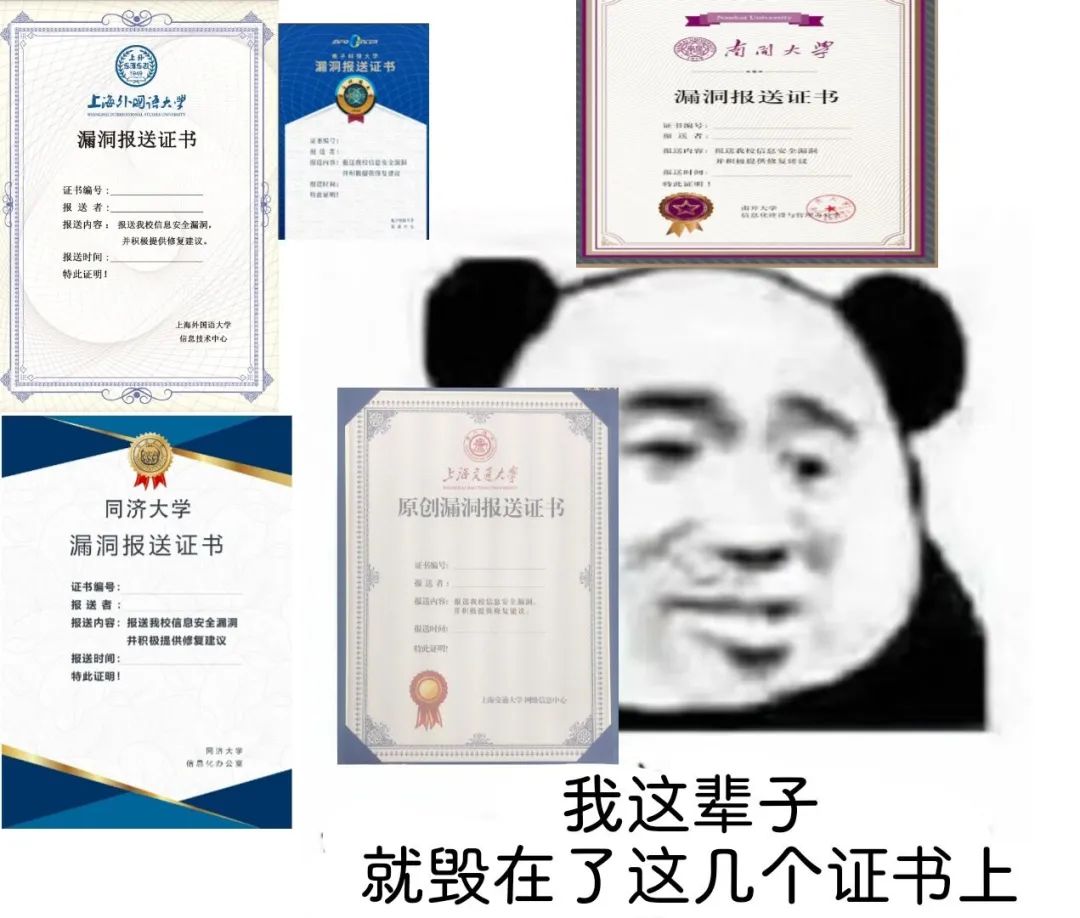 上海外国语大学
SHANGHAI INTERNATIONAL STUDIES UNIVERSITY
漏洞报送证书
证书编号:
报 送 者:
报送内容: 报送我校信息安全漏洞,
并积极提供修复建议。
报送时间:
特此证明!
上海外国语大学
信息技术中心
电子科技大学
漏洞报送证书
证书编号:
报 送 者:
报送内容: 报送我校信息安全漏洞
并积极提供修复建议
报送时间:
特此证明!
Nankai University
南开大学
漏洞报送证书
证书编号:
报 送 者:
报送内容: 报送我校信息安全漏洞
并积极提供修复建议
报送时间:
特此证明!
南开大学
信息化建设与管理办公室
同济大学
漏洞报送证书
证书编号:
报 送 者:
报送内容: 报送我校信息安全漏洞
并积极提供修复建议
报送时间:
特此证明!
同济大学
信息化办公室
上海交通大学
原创漏洞报送证书
证书编号:
报 送 者:
报送内容: 报送我校信息安全漏洞,
并积极提供修复建议。
报送时间:
特此证明!
上海交通大学 网络信息中心
我这辈子
就毁在了这几个证书上